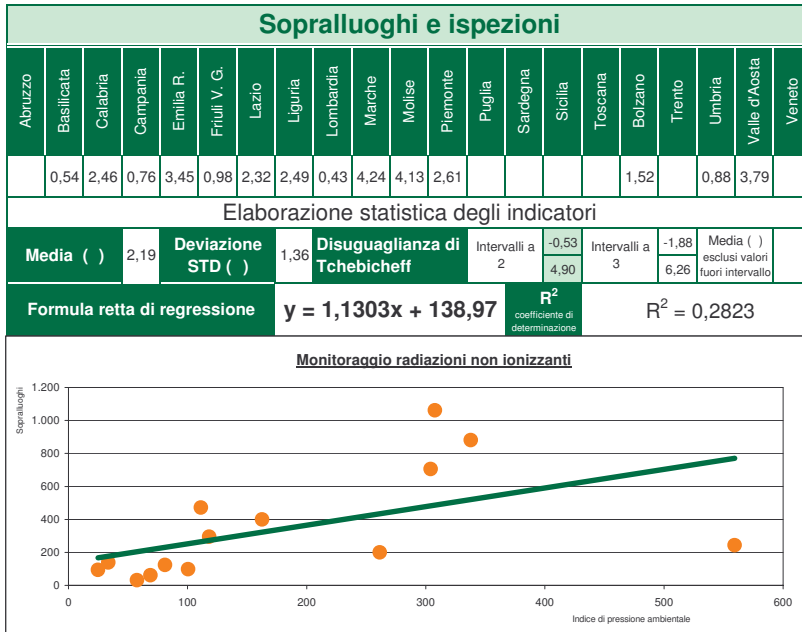 Sopralluoghi e ispezioni
Abruzzo Basilicata Calabria Campania Emilia R. Friuli V. G. Lazio Liguria Lombardia Marche Molise Piemonte Puglia Sardegna Sicilia Toscana Bolzano Trento Umbria Valle d'Aosta Veneto
0,54 2,46 0,76 3,45 0,98 2,32 2,49 0,43 4,24 4,13 2,61 1,52 0,88 3,79
Elaborazione statistica degli indicatori
Media ( ) 2,19 Deviazione STD ( ) 1,36 Disuguaglianza di Tchebicheff Intervalli a 2 -0,53 4,90 Intervalli a 3 -1,88 6,26 Media ( ) esclusi valori fuori intervallo
Formula retta di regressione y = 1,1303x + 138,97 R² coefficiente di determinazione R² = 0,2823
Monitoraggio radiazioni non ionizzanti
Sopralluoghi
1.200
1.000
800
600
400
200
0
0 100 200 300 400 500 600
Indice di pressione ambientale